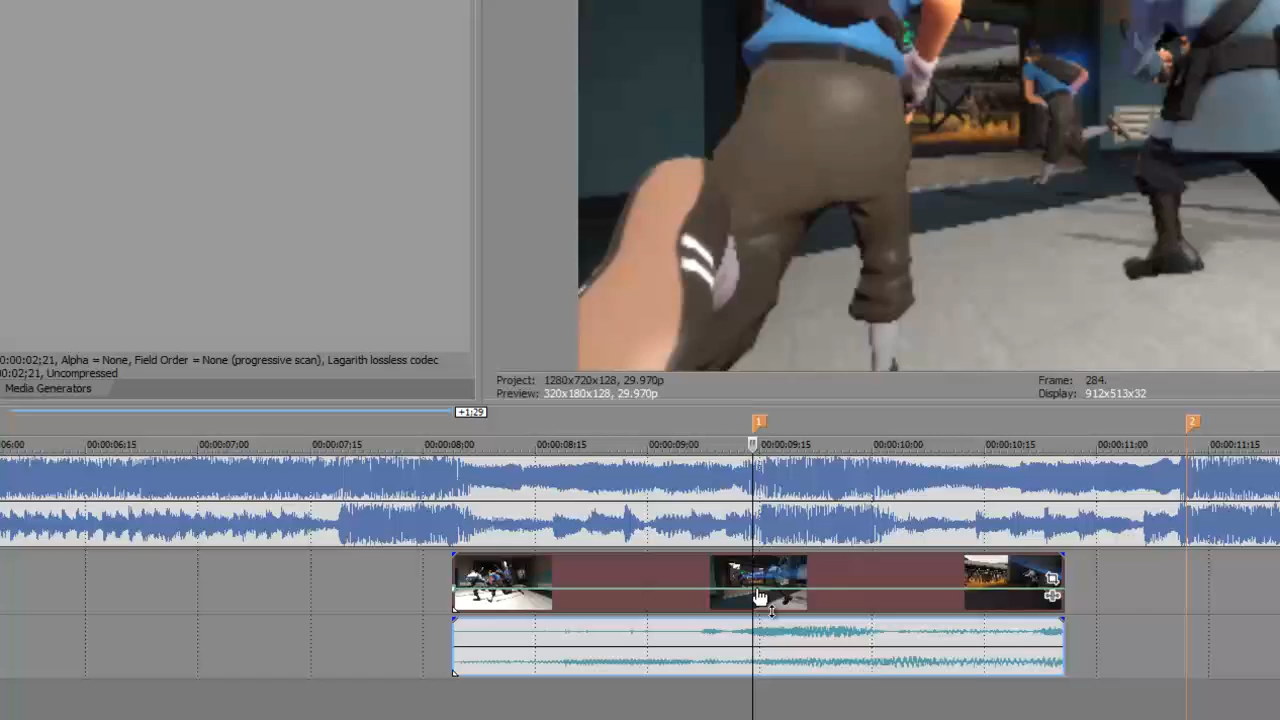 0:00:02;21, Alpha = None, Field Order = None (progressive scan), Lagarith lossless codec
00:02;21, Uncompressed
Media Generators
Project: 1280x720x128, 29.970p
Preview: 320x180x128, 29.970p
Frame: 284.
Display: 912x513x32
+1;29
1
2
06:00 00:00:06:15 00:00:07:00 00:00:07:15 00:00:08:00 00:00:08:15 00:00:09:00 00:00:09:15 00:00:10:00 00:00:10:15 00:00:11:00 00:00:11:15